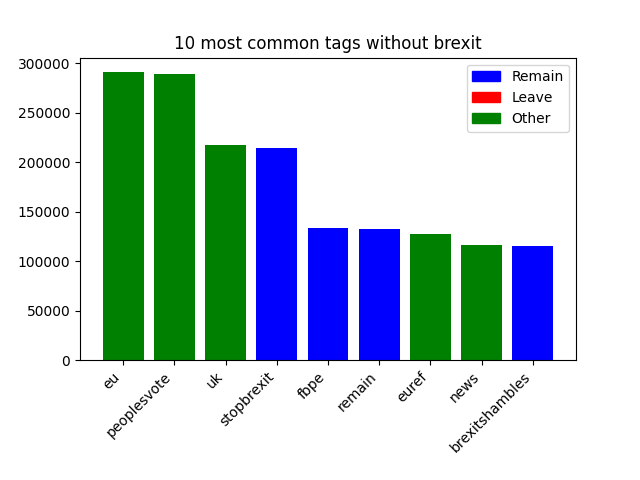 10 most common tags without brexit
300000
250000
200000
150000
100000
50000
0
Remain
Leave
Other
eu
peoplesvote
uk
stopbrexit
fbpe
remain
euref
news
brexitshambles